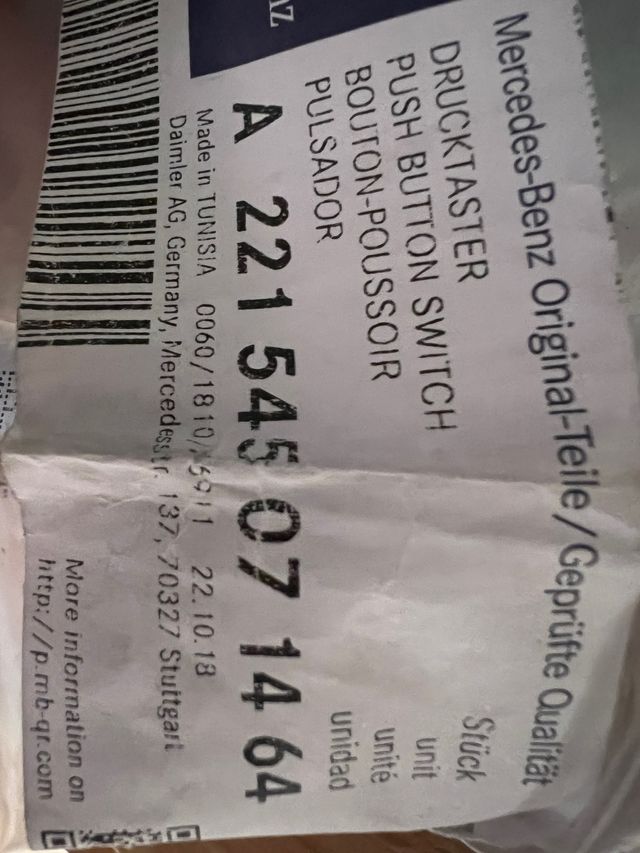 AZ
Mercedes-Benz Original-Teile/Geprüfte Qualität
DRUCKTASTER Stück
PUSH BUTTON SWITCH unit
BOUTON-POUSSOIR unité
PULSADOR unidad
A 221 545 07 14 64
Made in TUNISIA 0060/1810/ 22.10.18
Daimler AG, Germany, Mercedesstr. 137, 70327 Stuttgart
More information on
http://p.mb-qr.com